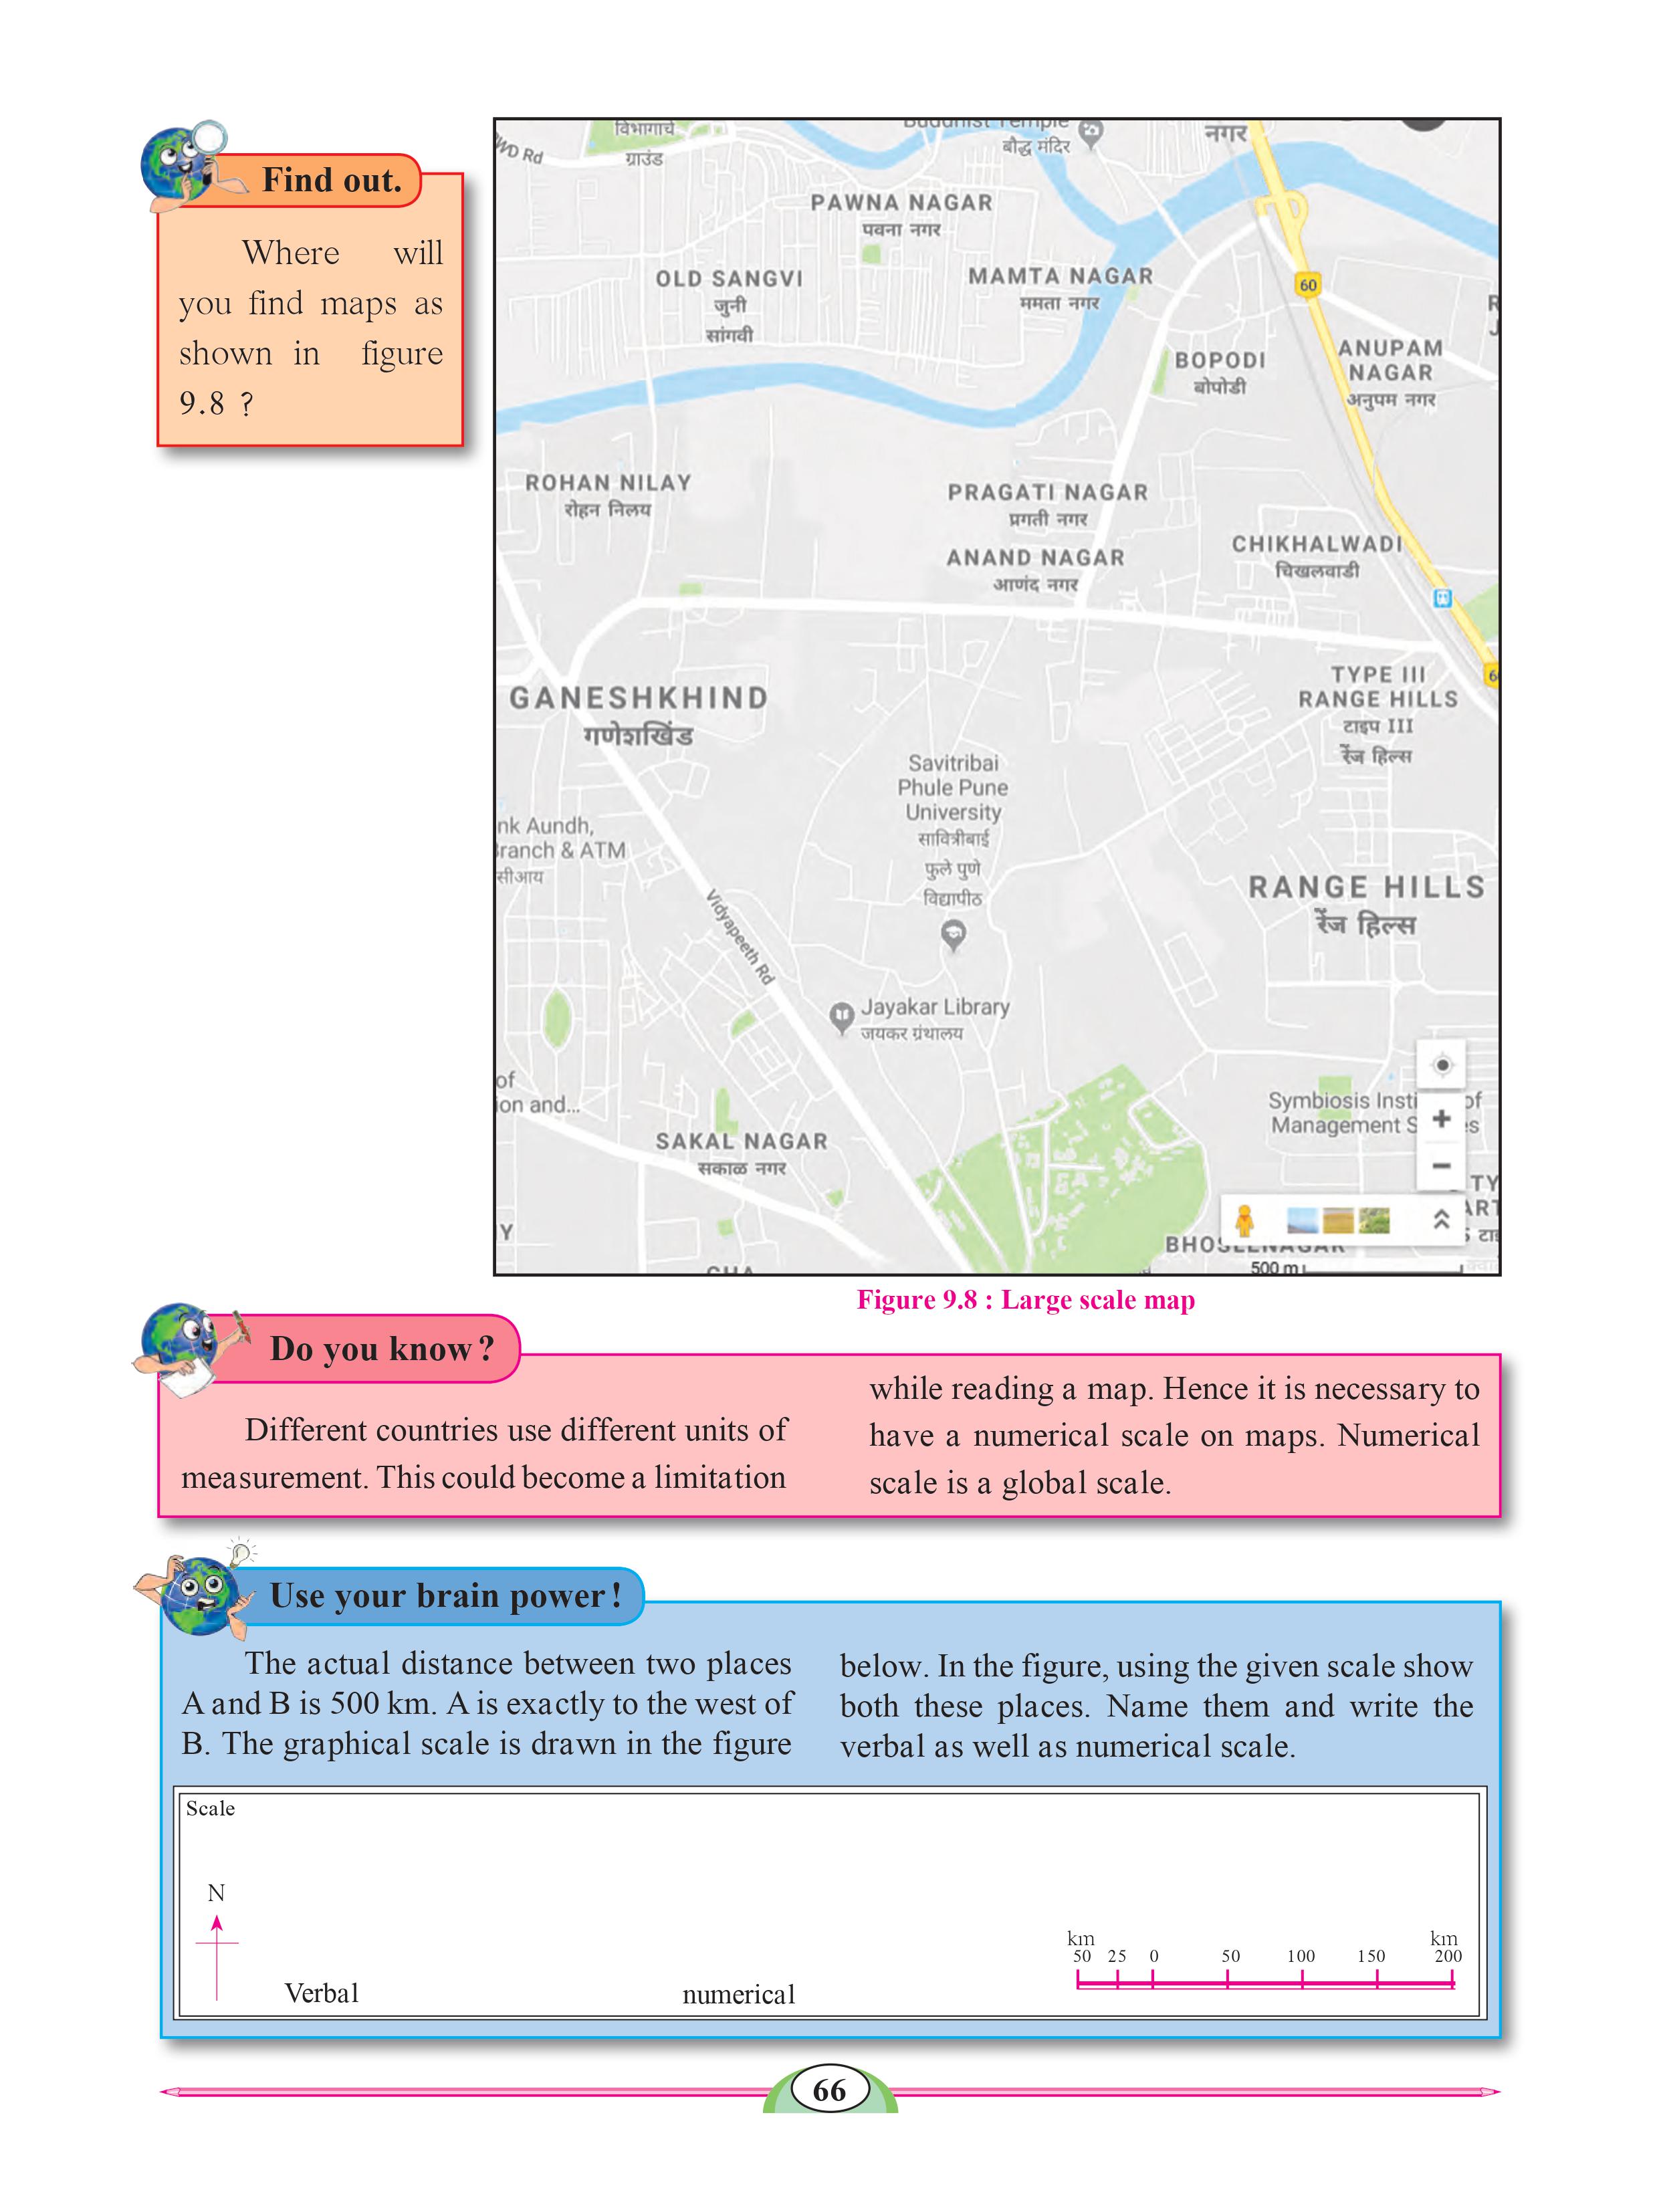 Find out.
Where will
you find maps as
shown in figure
9.8 ?
विभागाचे
ग्राउंड
WD Rd
Buddhist Temple
बौद्ध मंदिर
नगर
PAWNA NAGAR
पवना नगर
OLD SANGVI
जुनी
सांगवी
MAMTA NAGAR
ममता नगर
60
BOPODI
बोपोडी
ANUPAM
NAGAR
अनुपम नगर
R
J
ROHAN NILAY
रोहन निलय
PRAGATI NAGAR
प्रगती नगर
ANAND NAGAR
आणंद नगर
CHIKHALWADI
चिखलवाडी
GANESHKHIND
गणेशखिंड
TYPE III
RANGE HILLS
टाइप III
रेंज हिल्स
6
Savitribai
Phule Pune
University
सावित्रीबाई
फुले पुणे
विद्यापीठ
nk Aundh,
Branch & ATM
सीआय
Vidyapeeth Rd
RANGE HILLS
रेंज हिल्स
Jayakar Library
जयकर ग्रंथालय
of
ion and...
Symbiosis Insti of
Management S es
+
−
SAKAL NAGAR
सकाळ नगर
TY
ART
टा
Y
BHOSLENAGAR
GHA
500 m
Figure 9.8 : Large scale map
Do you know ?
Different countries use different units of
measurement. This could become a limitation
while reading a map. Hence it is necessary to
have a numerical scale on maps. Numerical
scale is a global scale.
Use your brain power !
The actual distance between two places
A and B is 500 km. A is exactly to the west of
B. The graphical scale is drawn in the figure
below. In the figure, using the given scale show
both these places. Name them and write the
verbal as well as numerical scale.
Scale
N
Verbal
numerical
km km
50 25 0 50 100 150 200
66